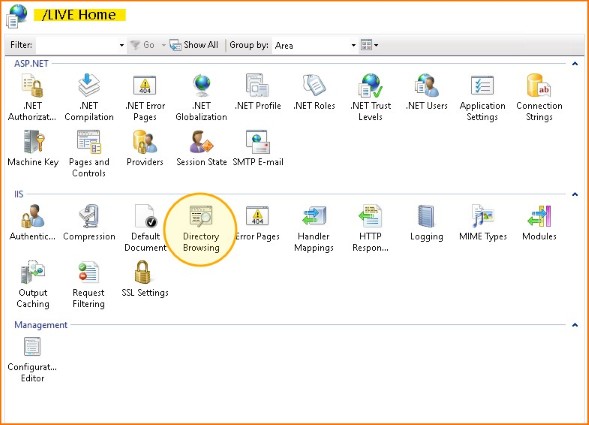 /LIVE Home
Filter: Go Show All Group by: Area
ASP.NET
.NET Authorizat... .NET Compilation .NET Error Pages .NET Globalization .NET Profile .NET Roles .NET Trust Levels .NET Users Application Settings Connection Strings
Machine Key Pages and Controls Providers Session State SMTP E-mail
IIS
Authentic... Compression Default Document Directory Browsing Error Pages Handler Mappings HTTP Respon... Logging MIME Types Modules
Output Caching Request Filtering SSL Settings
Management
Configurat... Editor